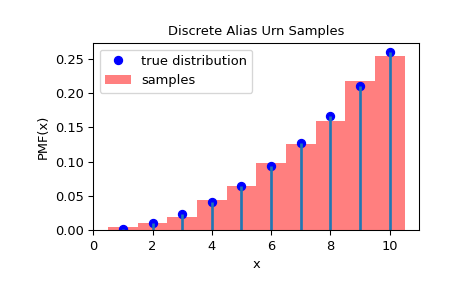 Discrete Alias Urn Samples
true distribution
samples
PMF(x)
0.25
0.20
0.15
0.10
0.05
0.00
0 2 4 6 8 10
x